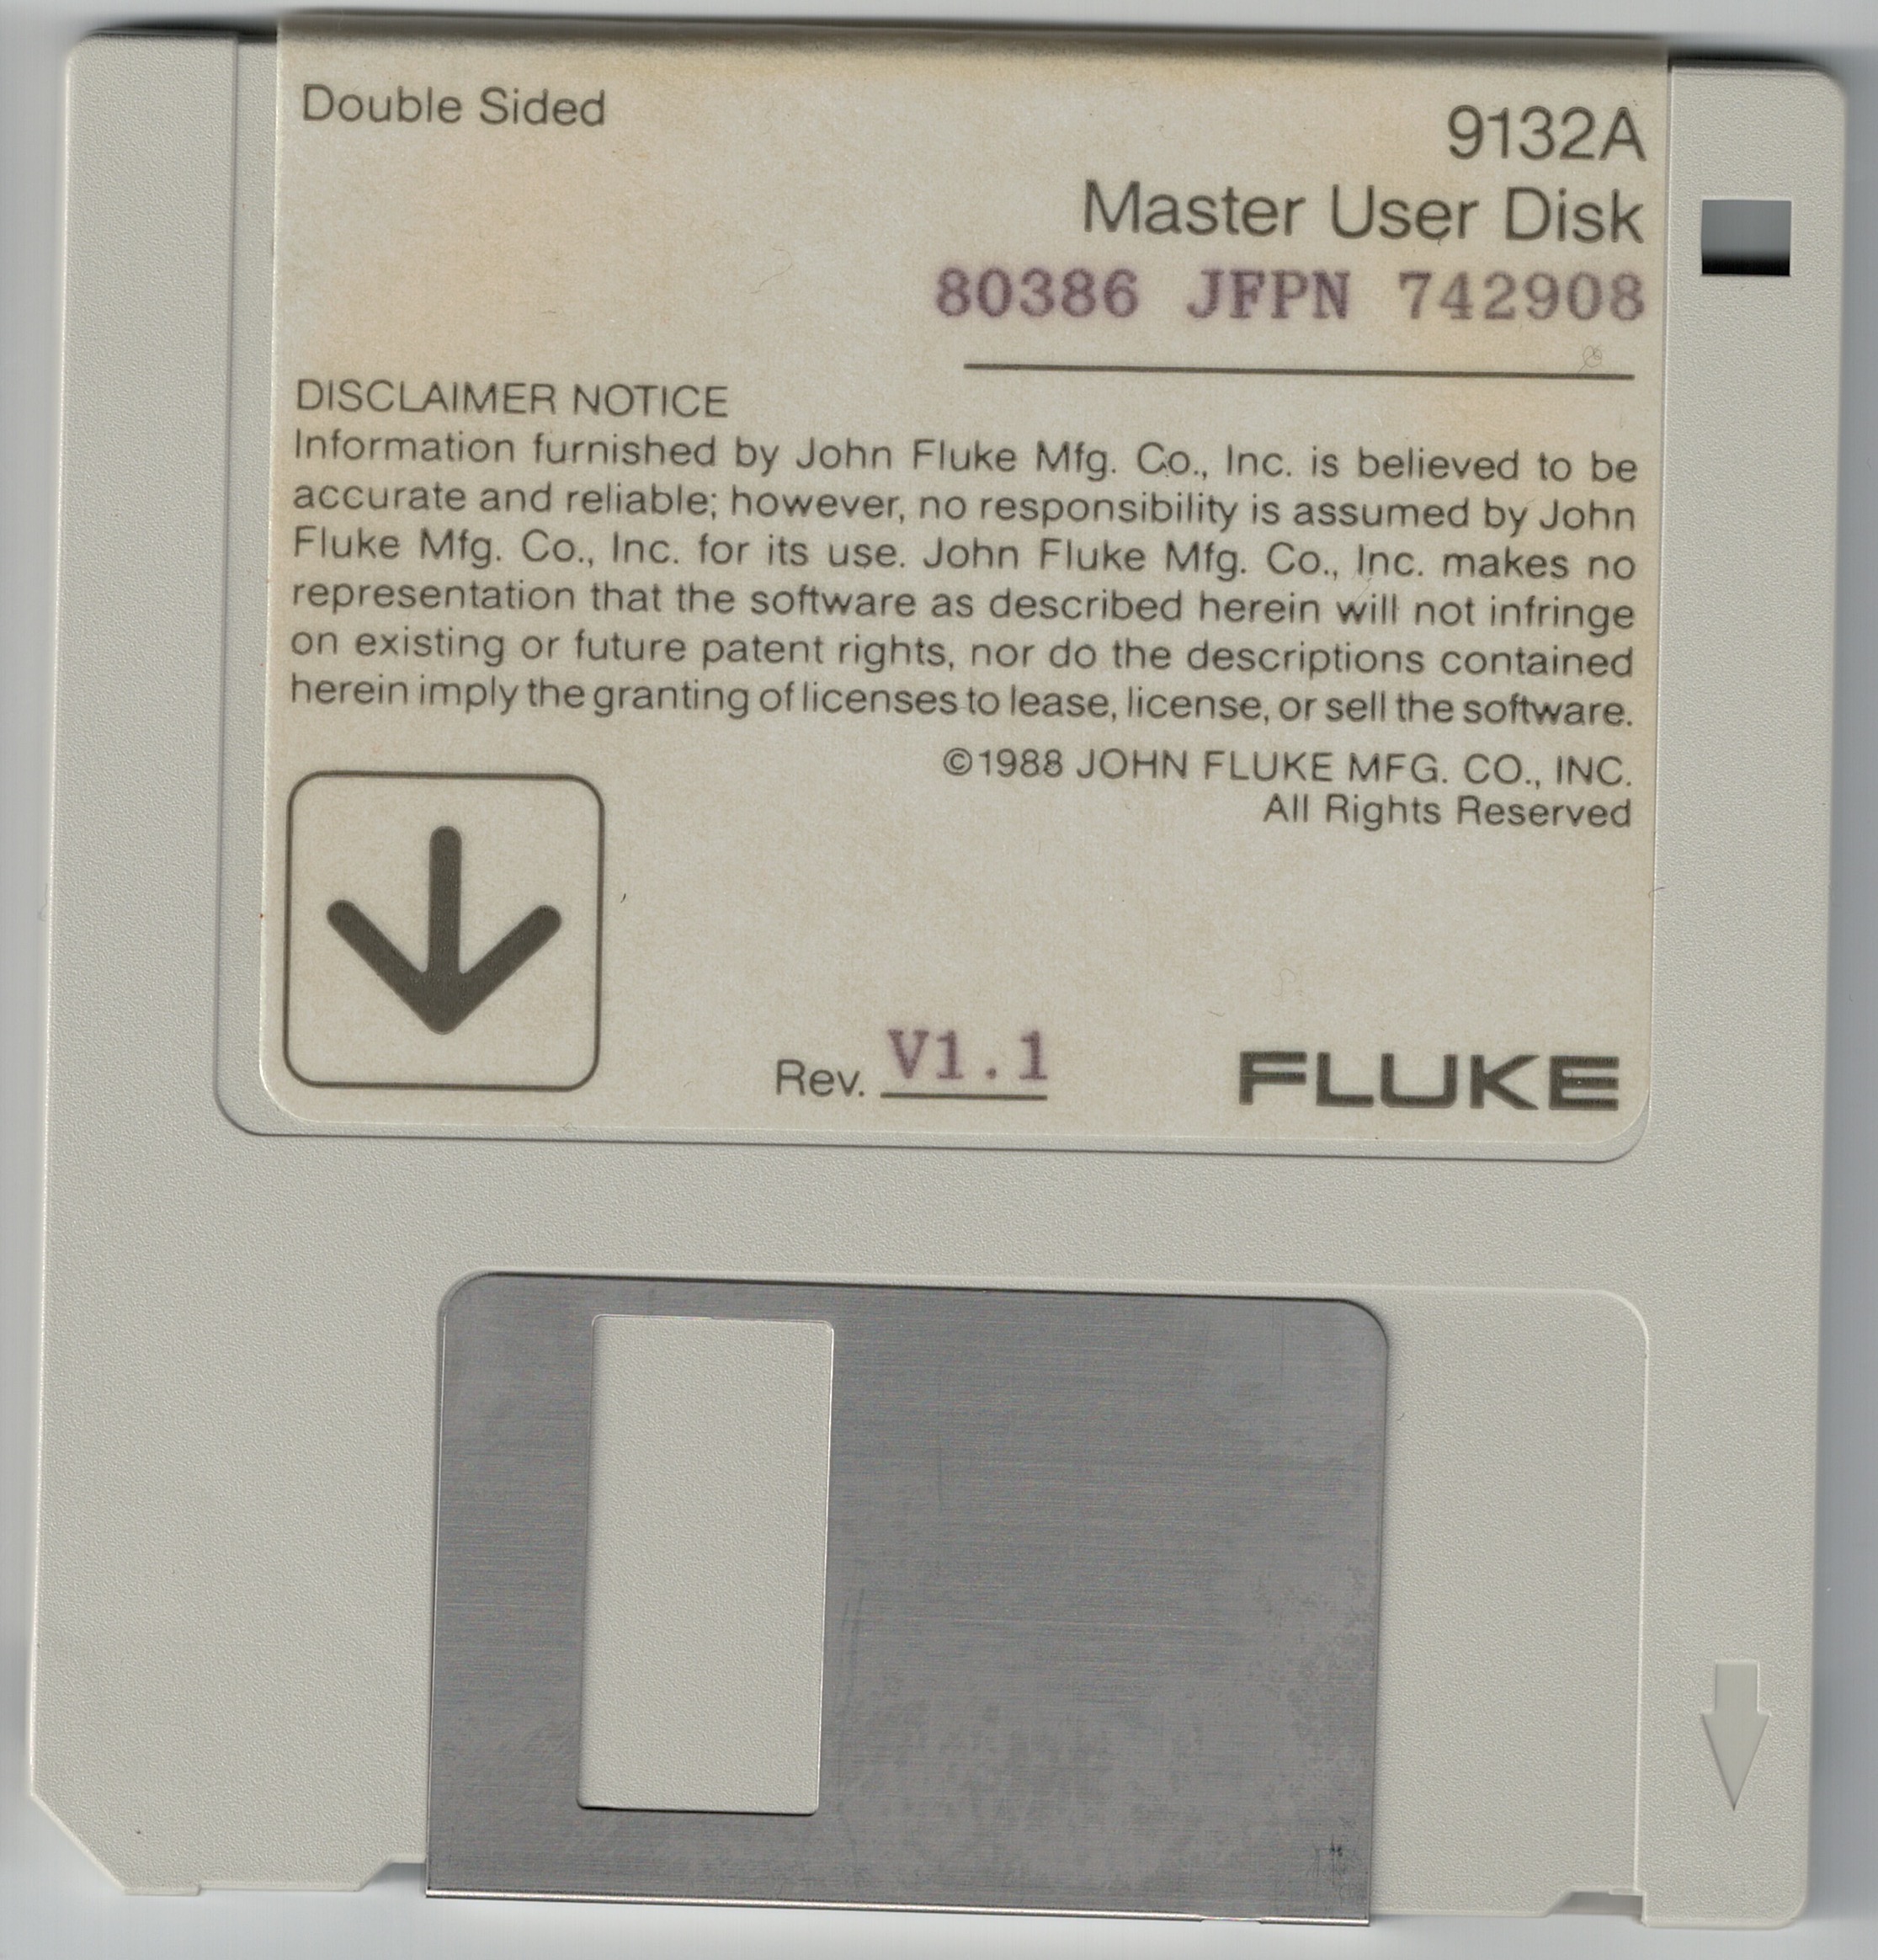 Double Sided
9132A
Master User Disk
80386 JFPN 742908
DISCLAIMER NOTICE
Information furnished by John Fluke Mfg. Co., Inc. is believed to be
accurate and reliable; however, no responsibility is assumed by John
Fluke Mfg. Co., Inc. for its use. John Fluke Mfg. Co., Inc. makes no
representation that the software as described herein will not infringe
on existing or future patent rights, nor do the descriptions contained
herein imply the granting of licenses to lease, license, or sell the software.
©1988 JOHN FLUKE MFG. CO., INC.
All Rights Reserved
Rev. V1.1
FLUKE